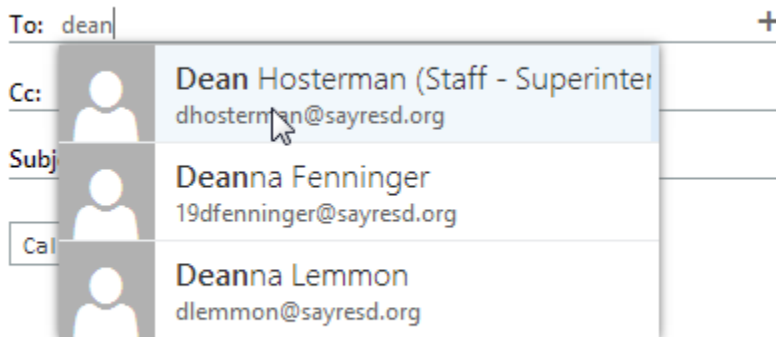 To: dean
Dean Hosterman (Staff - Superinter
Cc:
dhosterman@sayresd.org
Subj
Deanna Fenninger
19dfenninger@sayresd.org
Cal
Deanna Lemmon
dlemmon@sayresd.org